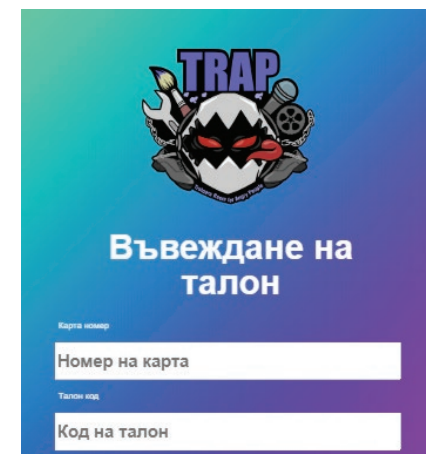 TRAP
Въвеждане на
талон
Карта номер
Номер на карта
Талон код
Код на талон